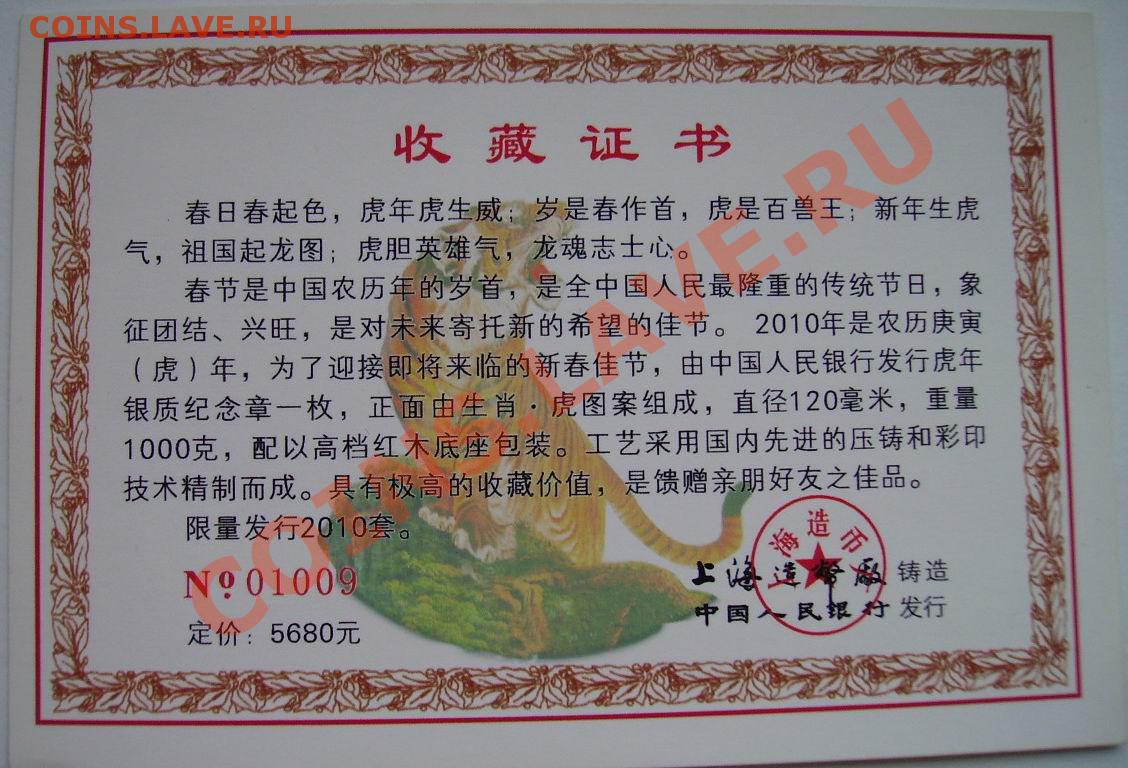 COINS.LAVE.RU
收藏证书
春日春起色，虎年虎生威；岁是春作首，虎是百兽王；新年生虎
气，祖国起龙图；虎胆英雄气，龙魂志士心。
春节是中国农历年的岁首，是全中国人民最隆重的传统节日，象
征团结、兴旺，是对未来寄托新的希望的佳节。2010年是农历庚寅
（虎）年，为了迎接即将来临的新春佳节，由中国人民银行发行虎年
银质纪念章一枚，正面由生肖·虎图案组成，直径120毫米，重量
1000克，配以高档红木底座包装。工艺采用国内先进的压铸和彩印
技术精制而成。具有极高的收藏价值，是馈赠亲朋好友之佳品。
限量发行2010套。
№ 01009
定价：5680元
上海造币厰 铸造
中国人民银行 发行
海造币
COINS.LAVE.RU